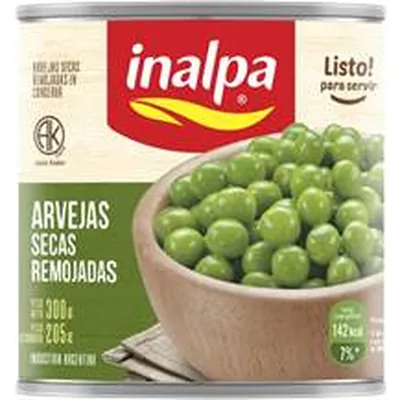 ARVEJAS SECAS
REMOJADAS EN
CONSERVA
inalpa
®
Listo!
para servir
AK
ARVEJAS
SECAS
REMOJADAS
PESO
NETO 300g
PESO
205g
INDUSTRIA ARGENTINA
142kcal
7%*